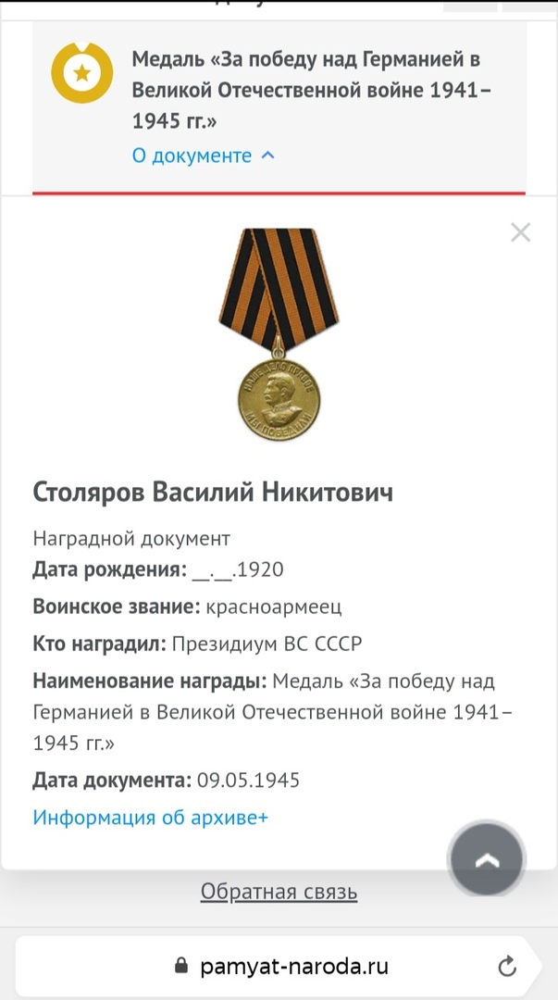 Медаль «За победу над Германией в
Великой Отечественной войне 1941–
1945 гг.»
О документе
НАШЕ ДЕЛО ПРАВОЕ
МЫ ПОБЕДИЛИ
Столяров Василий Никитович
Наградной документ
Дата рождения: __.__.1920
Воинское звание: красноармеец
Кто наградил: Президиум ВС СССР
Наименование награды: Медаль «За победу над
Германией в Великой Отечественной войне 1941–
1945 гг.»
Дата документа: 09.05.1945
Информация об архиве+
Обратная связь
pamyat-naroda.ru